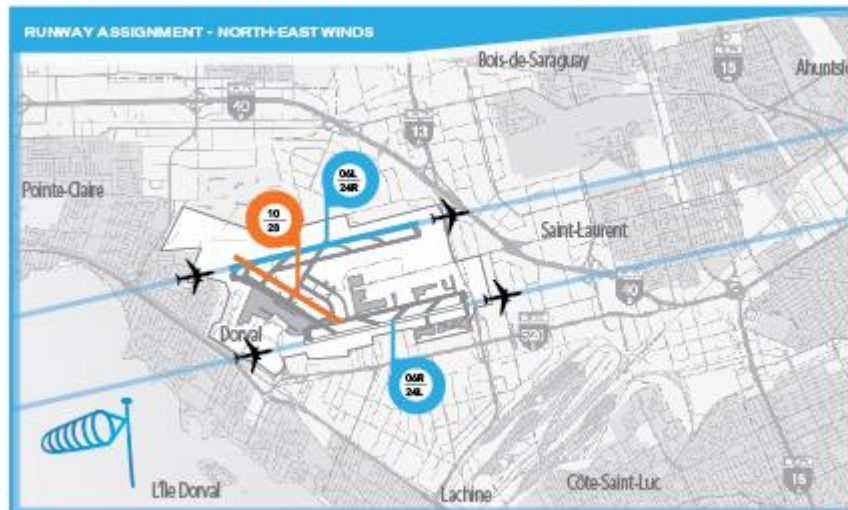 RUNWAY ASSIGNMENT - NORTH-EAST WINDS
Bois-de-Saraguay
15
Ahuntsic
40
13
Pointe-Claire
06L
24R
10
28
Saint-Laurent
40
Dorval
520
06R
24L
L'Île Dorval
Lachine
Côte-Saint-Luc
15